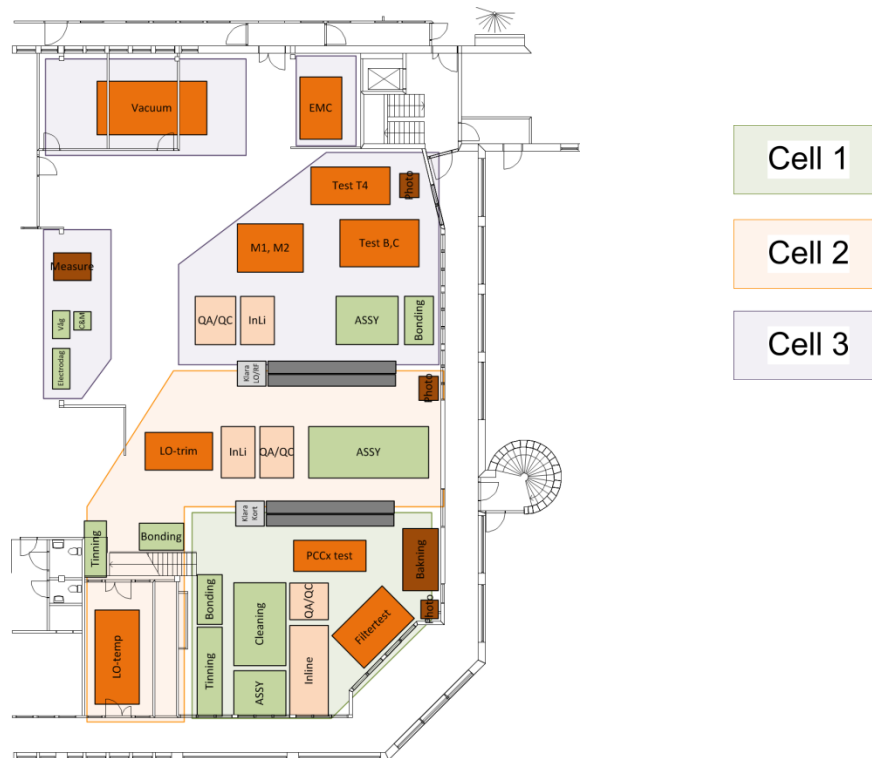 Vacuum
EMC
Cell 1
Test T4
Photo
Cell 2
M1, M2
Test B,C
Measure
Cell 3
Våg
C&M
QA/QC
InLi
ASSY
Bonding
Electrodag
Klara
LO/RF
Photo
LO-trim
InLi
QA/QC
ASSY
Klara
Kort
Tinning
Bonding
PCCx test
Bakning
Bonding
Cleaning
QA/QC
Photo
Filtertest
LO-temp
Tinning
ASSY
Inline